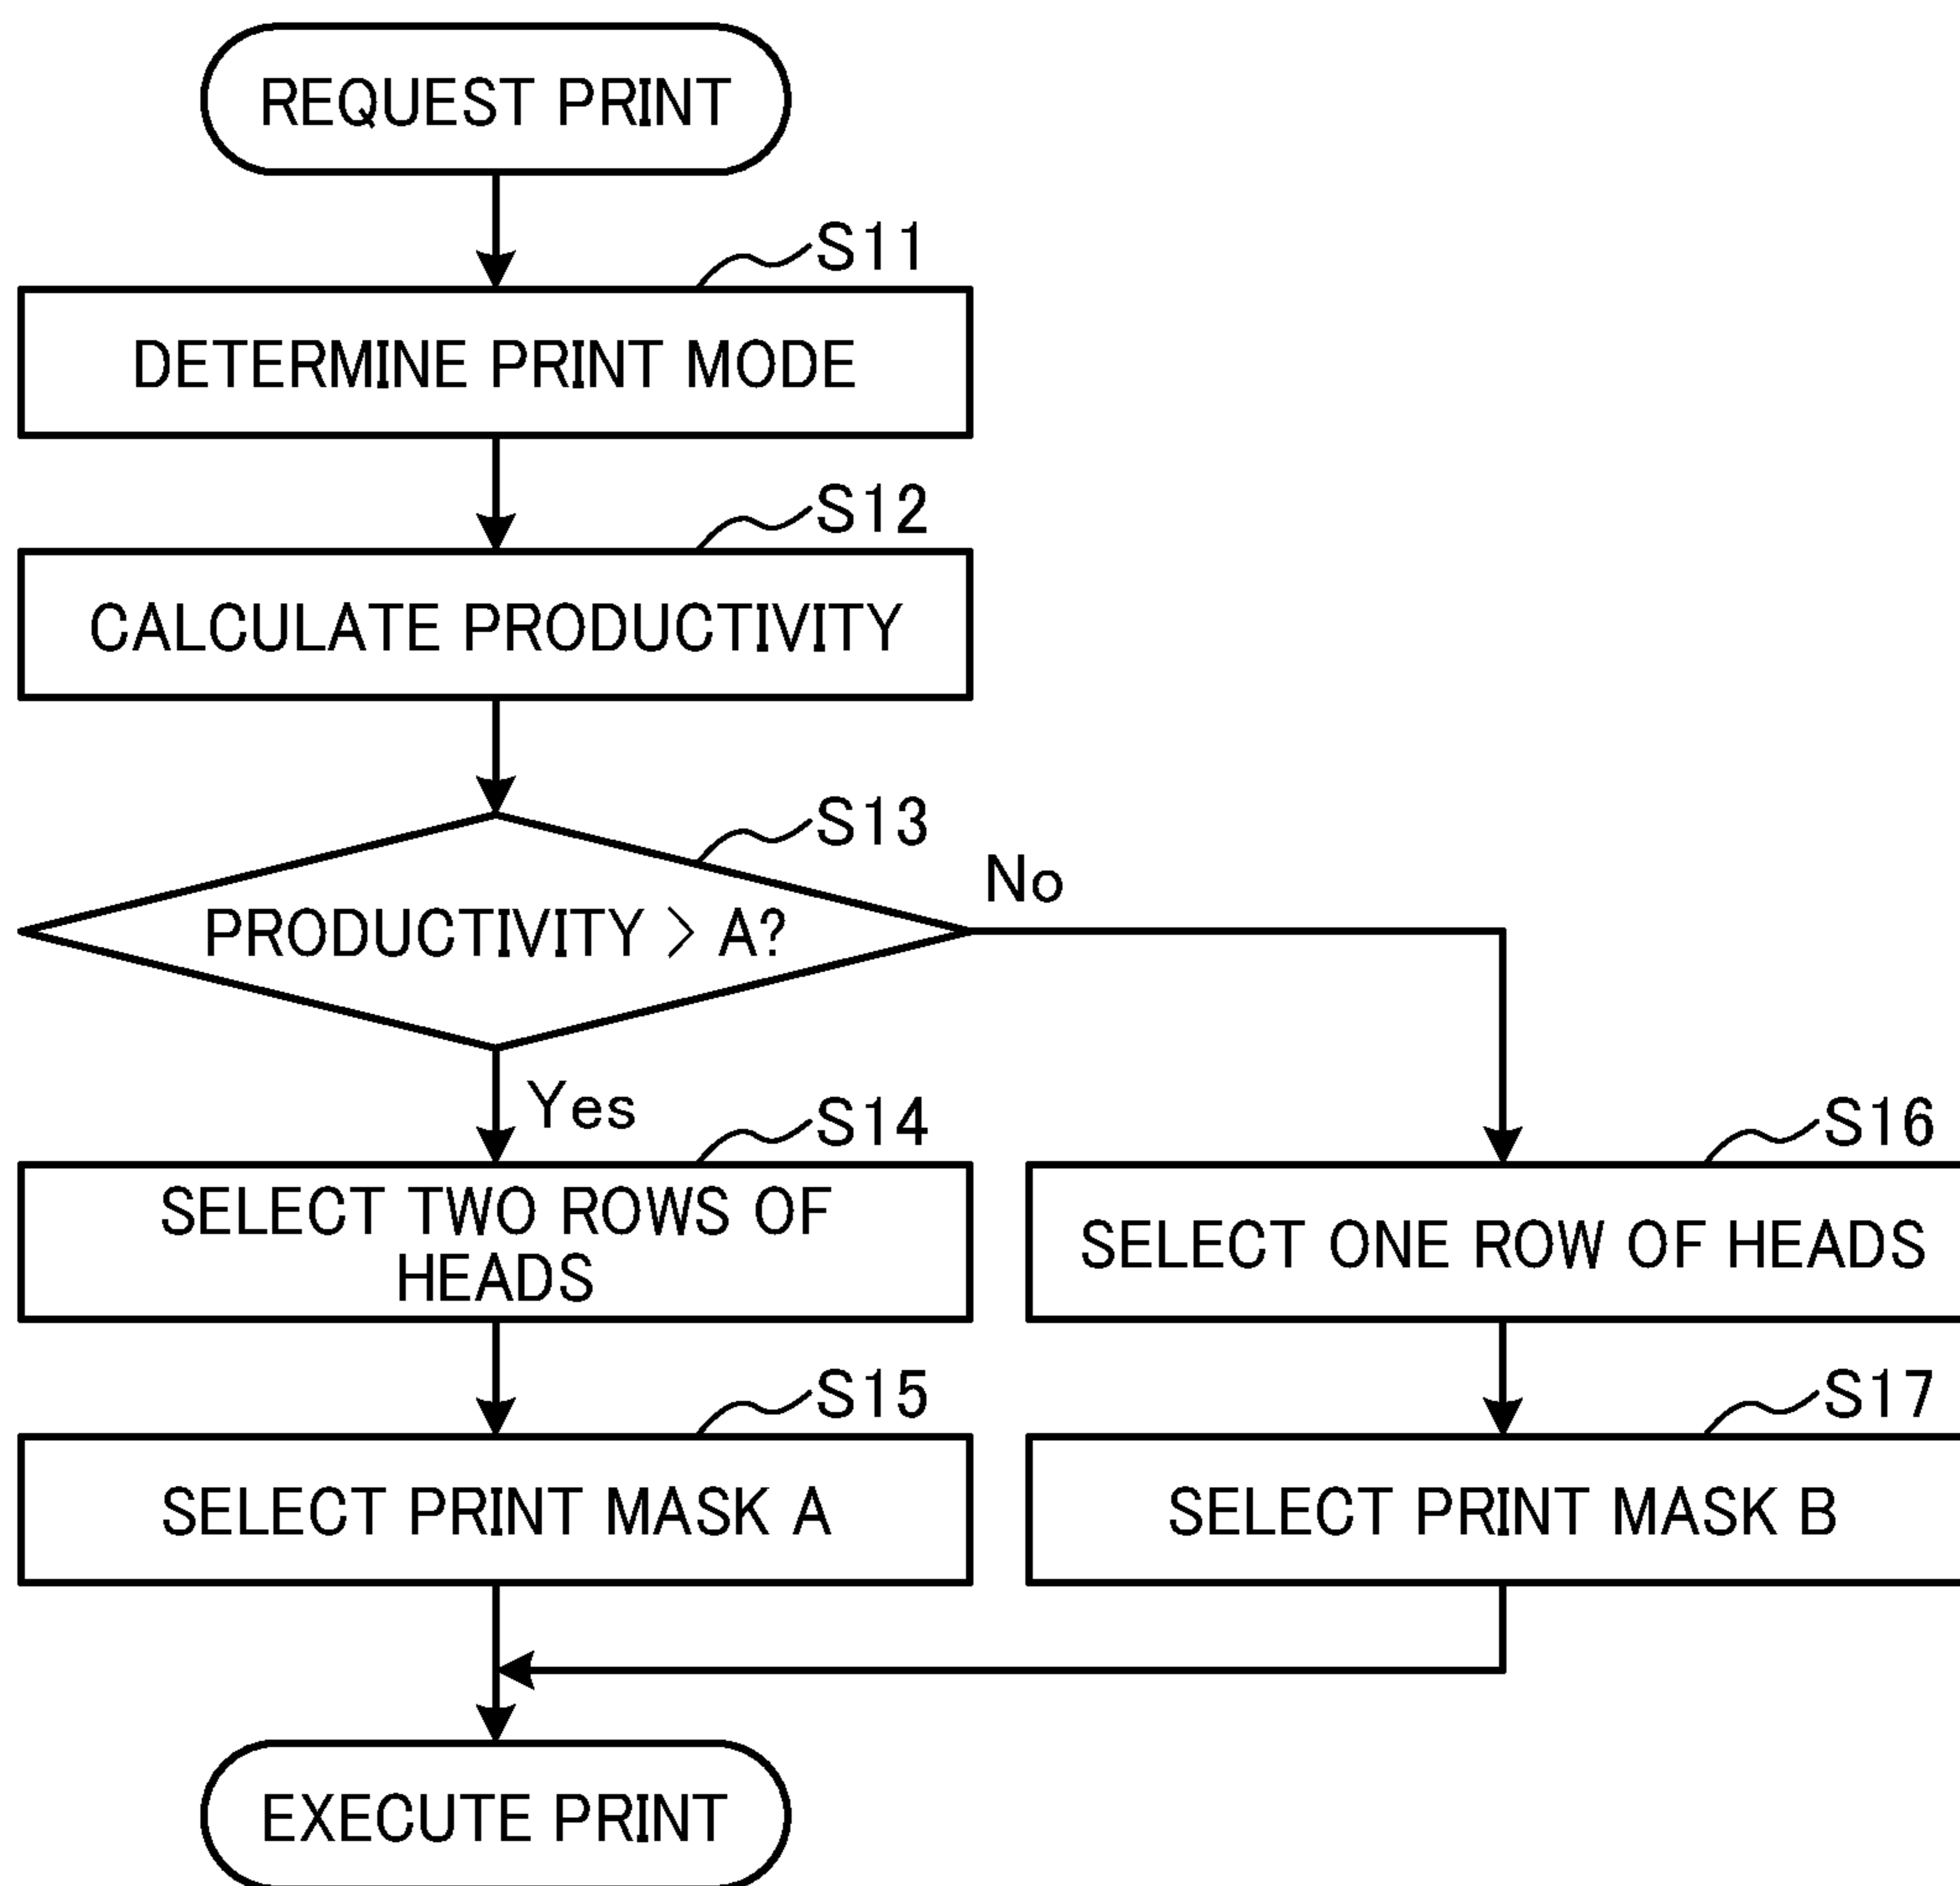 REQUEST PRINT
S11
DETERMINE PRINT MODE
S12
CALCULATE PRODUCTIVITY
S13
PRODUCTIVITY > A?
No
Yes
S14
SELECT TWO ROWS OF
HEADS
S16
SELECT ONE ROW OF HEADS
S15
SELECT PRINT MASK A
S17
SELECT PRINT MASK B
EXECUTE PRINT